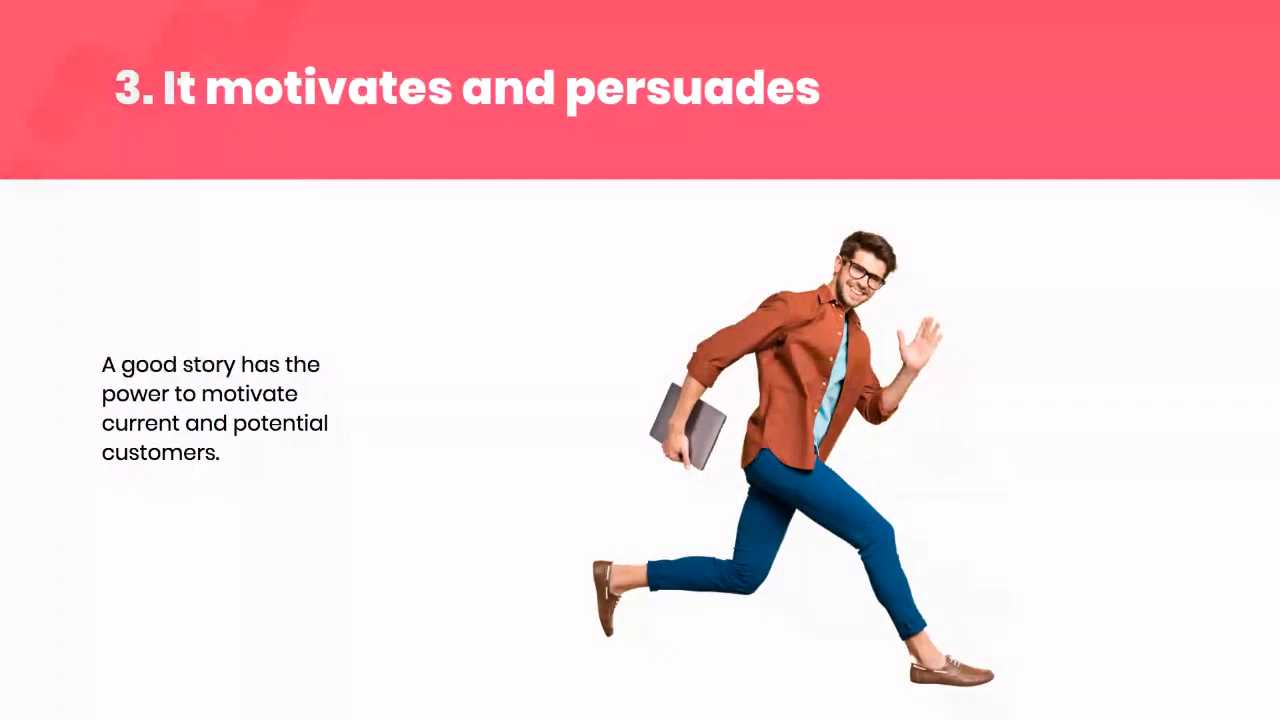 3. It motivates and persuades
A good story has the
power to motivate
current and potential
customers.